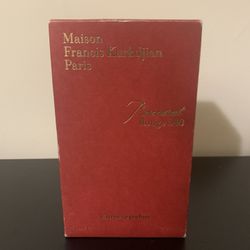 Maison
Francis Kurkdjian
Paris
Baccarat
Rouge 540